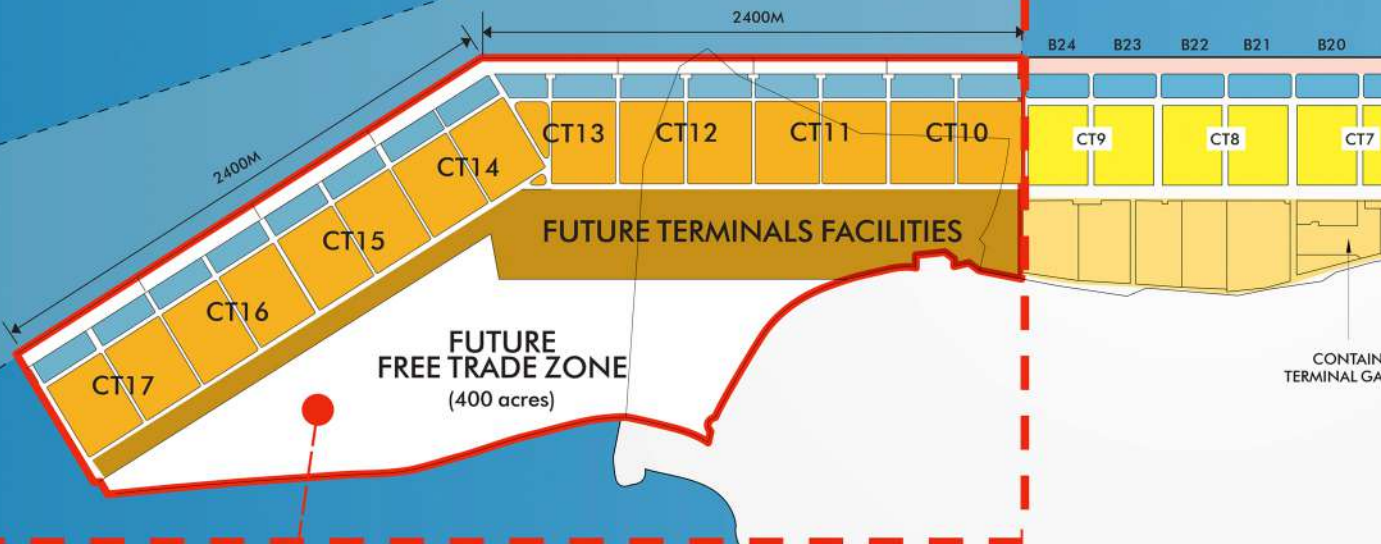 2400M
B24
B23
B22
B21
B20
2400M
CT13
CT12
CT11
CT10
CT9
CT8
CT7
CT14
CT15
CT16
CT17
FUTURE TERMINALS FACILITIES
FUTURE
FREE TRADE ZONE
(400 acres)
CONTAIN
TERMINAL GA